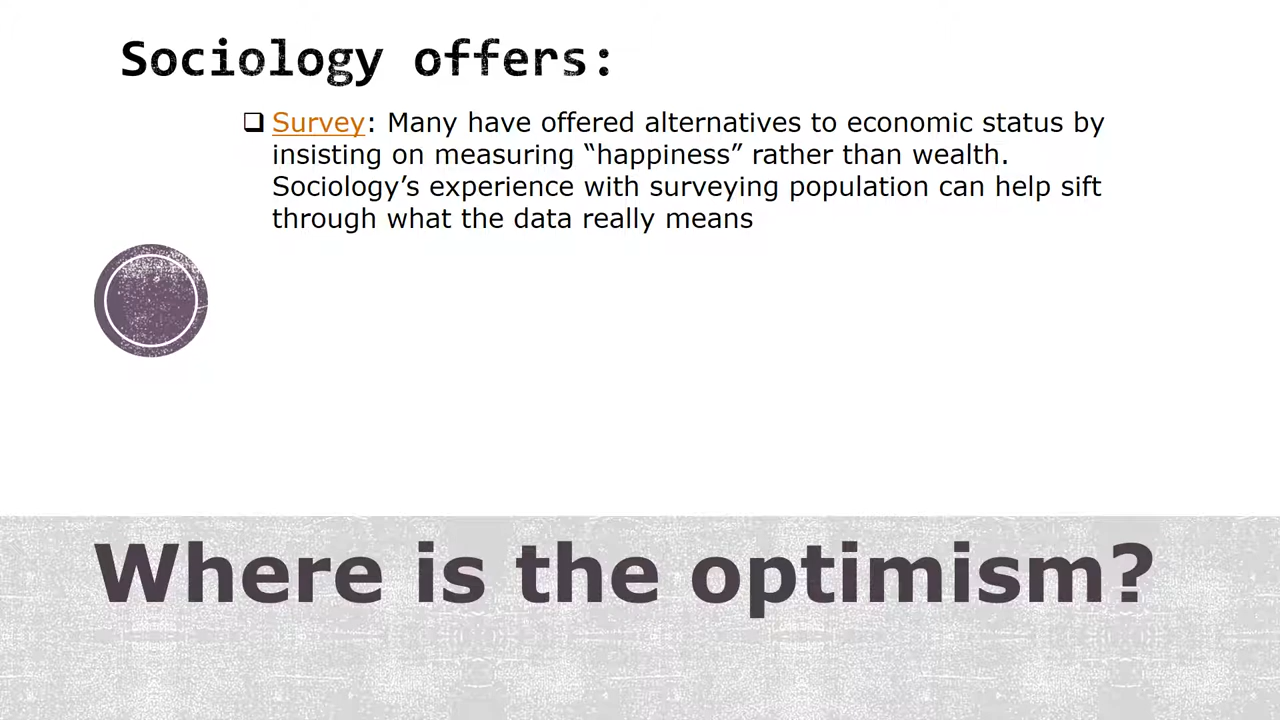 Sociology offers:
❑ Survey: Many have offered alternatives to economic status by
insisting on measuring “happiness” rather than wealth.
Sociology’s experience with surveying population can help sift
through what the data really means
Where is the optimism?